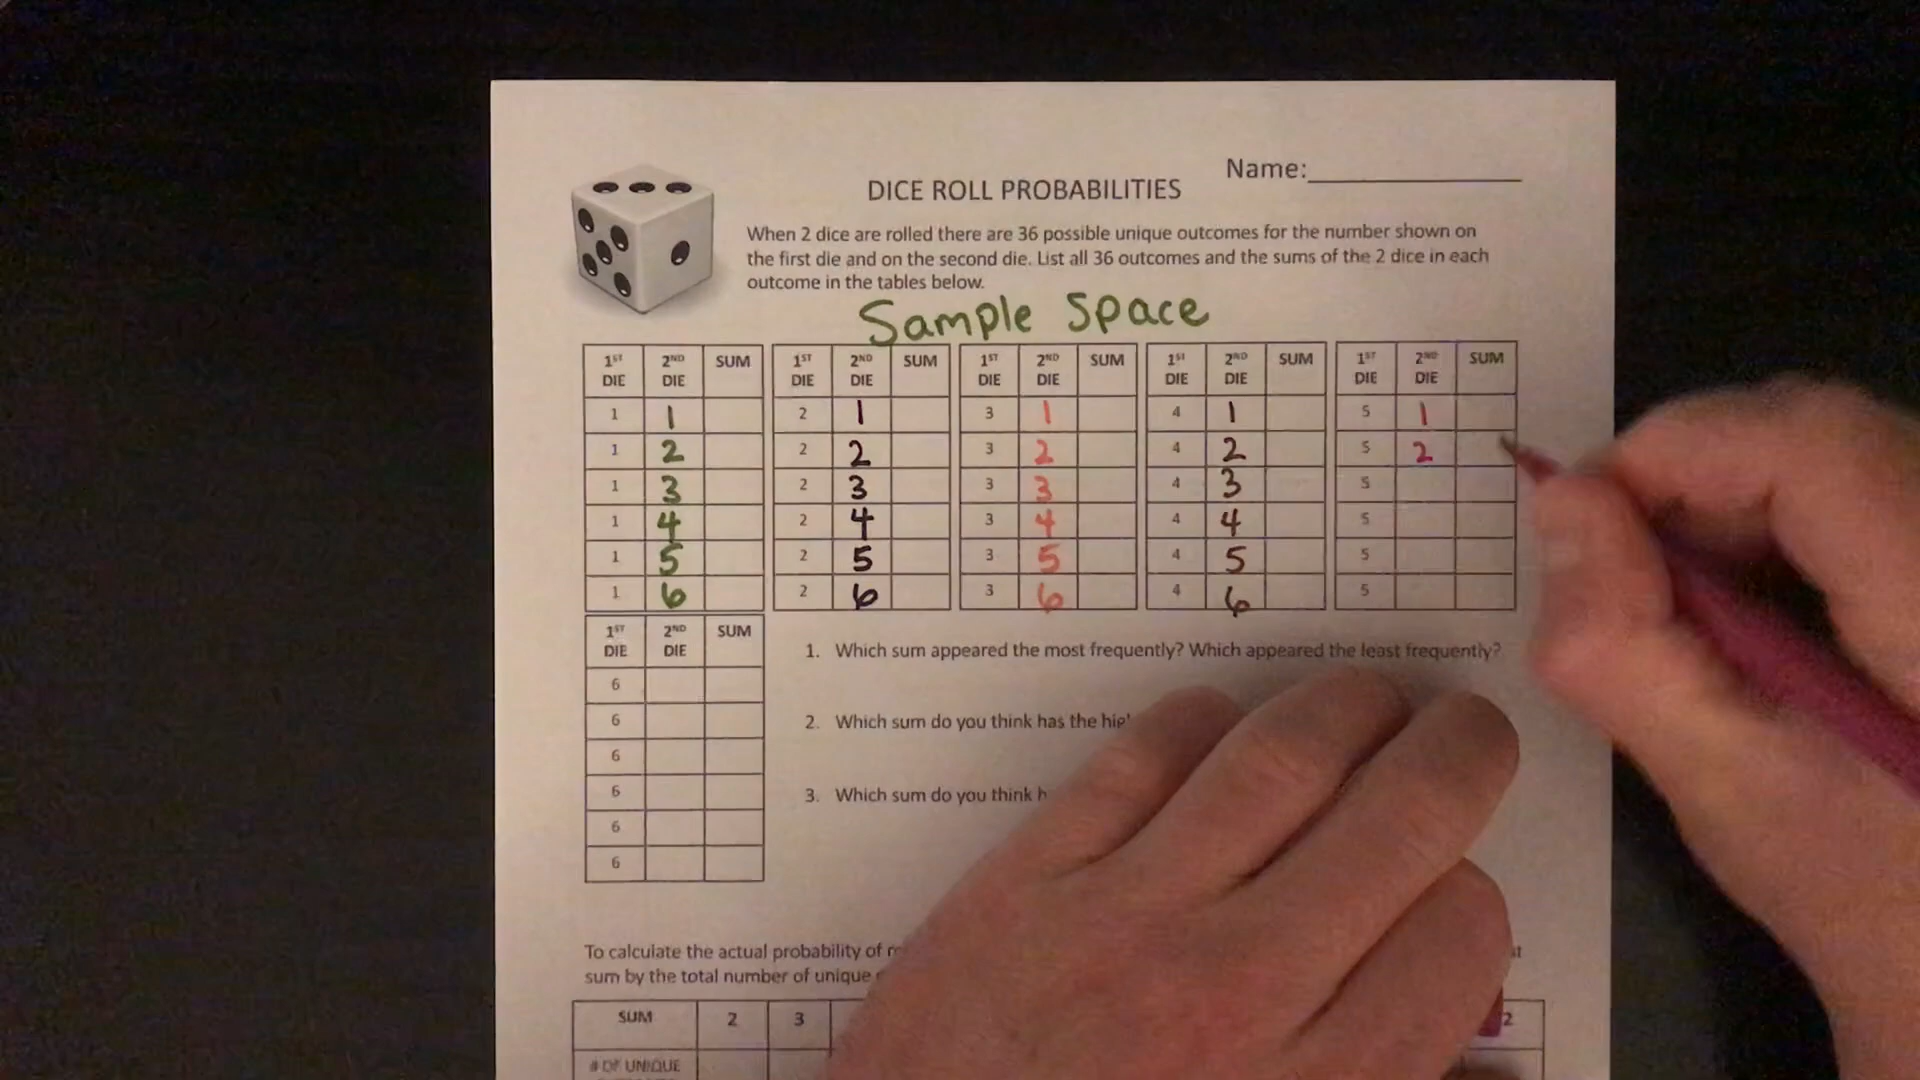 Name:
DICE ROLL PROBABILITIES
When 2 dice are rolled there are 36 possible unique outcomes for the number shown on
the first die and on the second die. List all 36 outcomes and the sums of the 2 dice in each
outcome in the tables below.
Sample Space
1ST DIE 2ND DIE SUM 1ST DIE 2ND DIE SUM 1ST DIE 2ND DIE SUM 1ST DIE 2ND DIE SUM 1ST DIE 2ND DIE SUM
1 1 2 1 3 1 4 1 5 1
1 2 2 2 3 2 4 2 5 2
1 3 2 3 3 3 4 3 5
1 4 2 4 3 4 4 4 5
1 5 2 5 3 5 4 5 5
1 6 2 6 3 6 4 6 5
1ST DIE 2ND DIE SUM
6
6
6
6
6
6
1. Which sum appeared the most frequently? Which appeared the least frequently?
2. Which sum do you think has the
3. Which sum do you think
To calculate the actual probability of
sum by the total number of unique
SUM 2 3
# OF UNIQUE